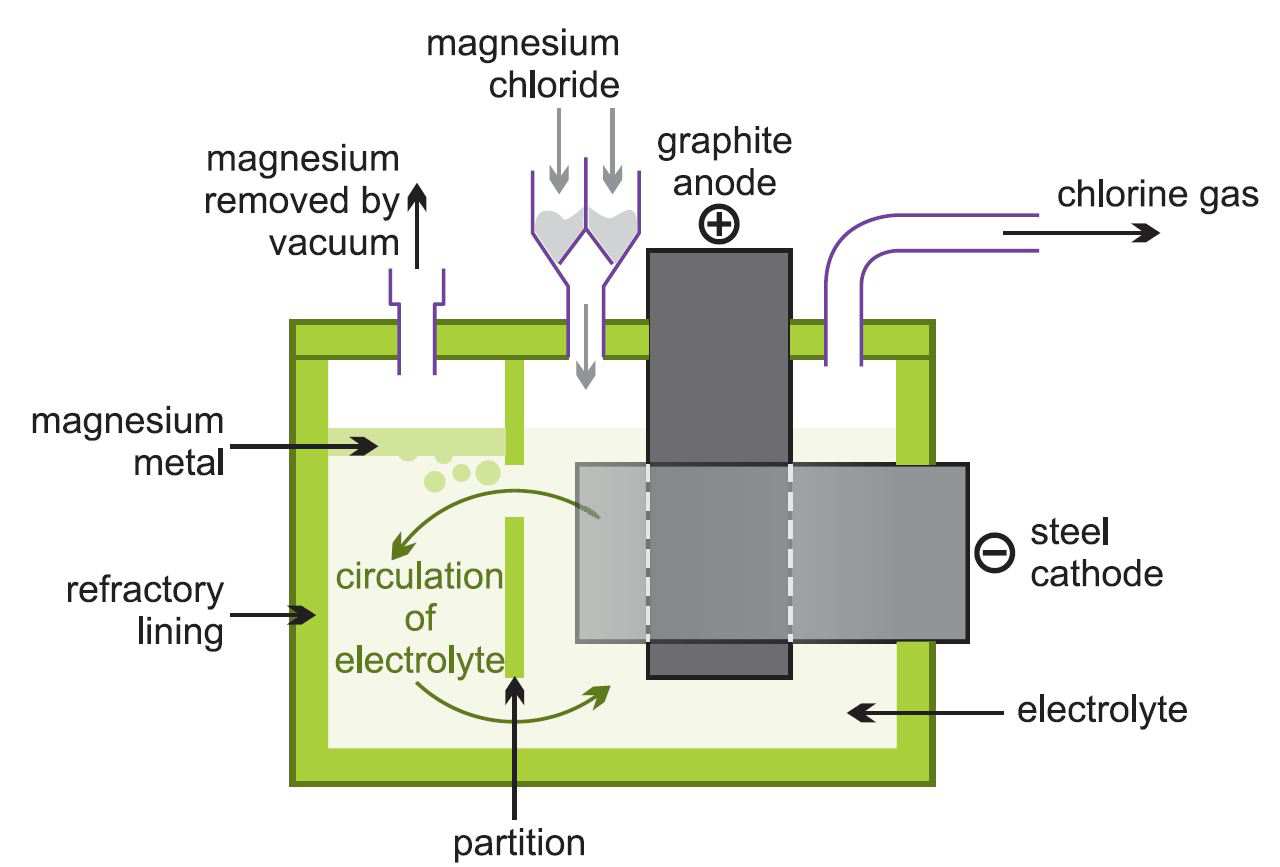 magnesium
chloride
graphite
anode
+
magnesium
removed by
vacuum
chlorine gas
magnesium
metal
steel
cathode
−
refractory
lining
circulation
of
electrolyte
electrolyte
partition